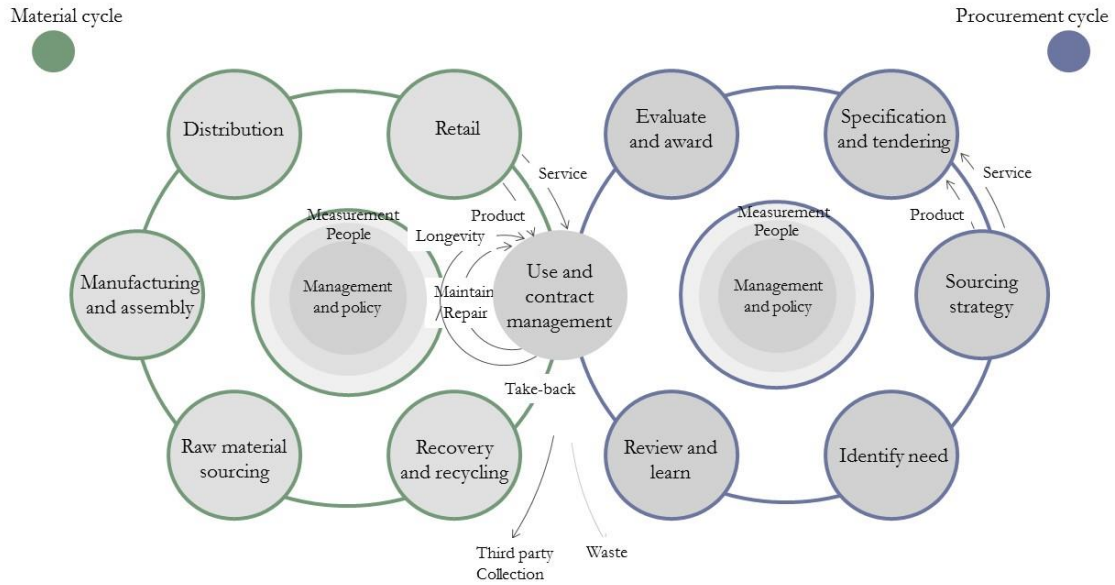 Material cycle
Procurement cycle
Distribution
Retail
Evaluate
and award
Specification
and tendering
Service
Product
Longevity
Service
Product
Measurement
People
Management
and policy
Measurement
People
Management
and policy
Manufacturing
and assembly
Maintain
Repair
Use and
contract
management
Sourcing
strategy
Take-back
Raw material
sourcing
Recovery
and recycling
Review and
learn
Identify need
Third party
Collection
Waste